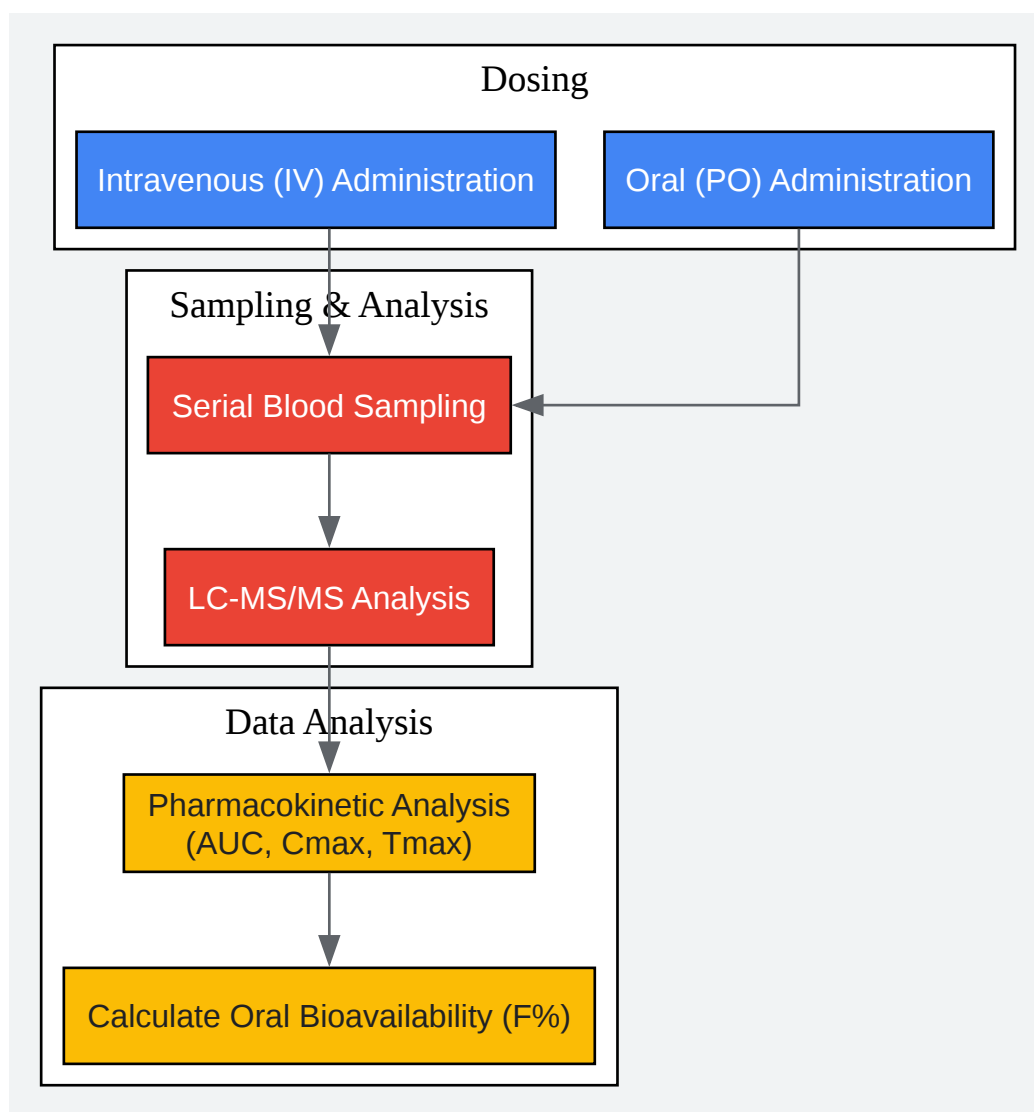 Dosing
Intravenous (IV) Administration
Oral (PO) Administration
Sampling & Analysis
Serial Blood Sampling
LC-MS/MS Analysis
Data Analysis
Pharmacokinetic Analysis
(AUC, Cmax, Tmax)
Calculate Oral Bioavailability (F%)